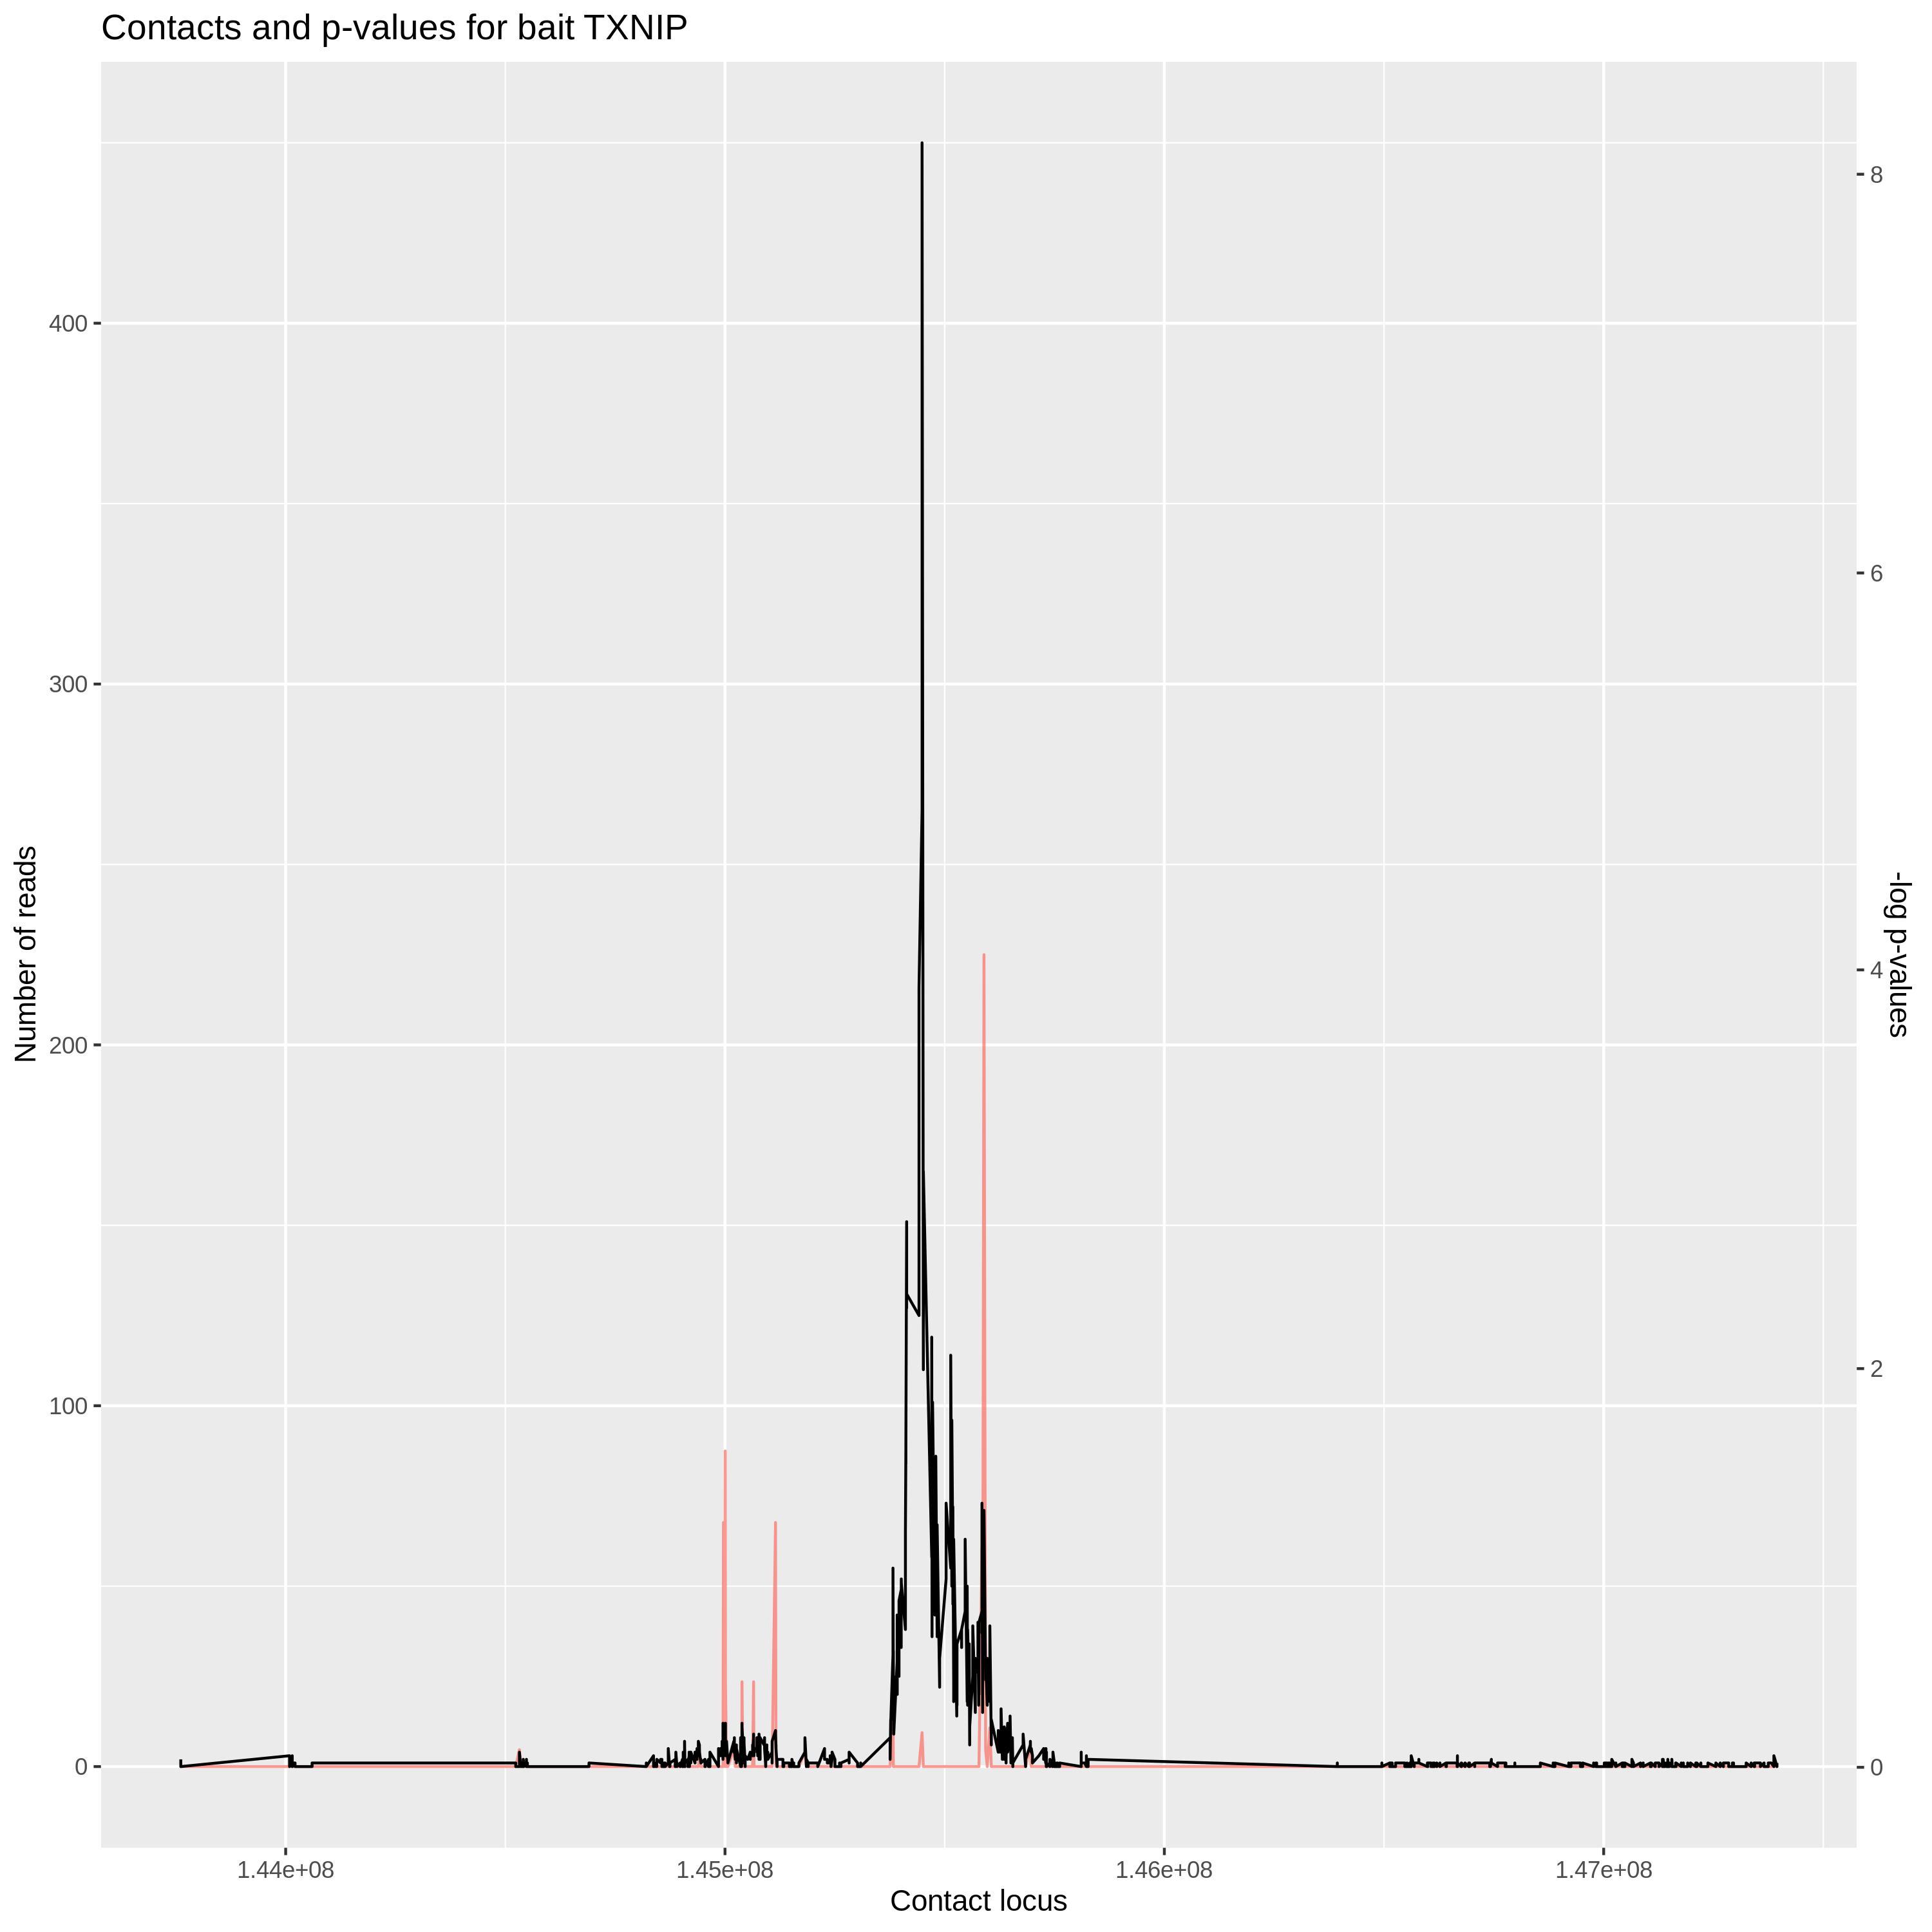 Contacts and p-values for bait TXNIP
Number of reads
400
300
200
100
0
8
6
4
2
0
-log p-values
1.44e+08
1.45e+08
1.46e+08
1.47e+08
Contact locus